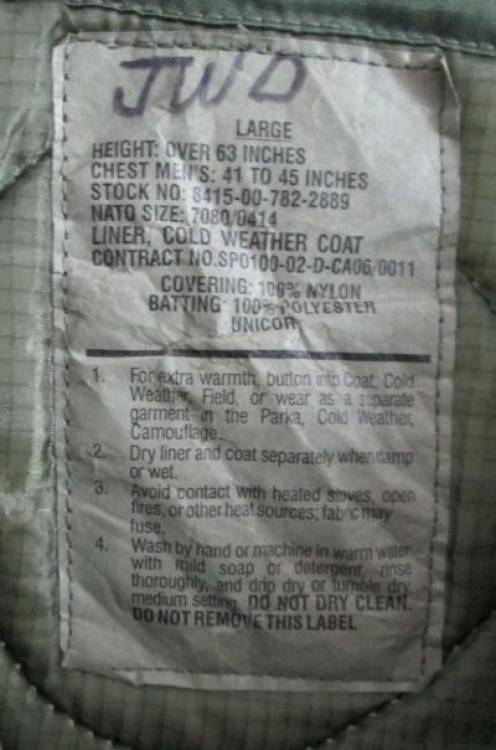 JWD
LARGE
HEIGHT: OVER 63 INCHES
CHEST MEN'S: 41 TO 45 INCHES
STOCK NO: 8415-00-782-2889
NATO SIZE: 7080/0414
LINER, COLD WEATHER COAT
CONTRACT NO.SP0100-02-D-CA06/0011
COVERING: 100% NYLON
BATTING: 100% POLYESTER
UNICOR
1. For extra warmth, button into Coat, Cold
Weather, Field, or wear as a separate
garment in the Parka, Cold Weather,
Camouflage.
2. Dry liner and coat separately when damp
or wet.
3. Avoid contact with heated stoves, open
fires, or other heat sources; fabric may
fuse.
4. Wash by hand or machine in warm water
with mild soap or detergent, rinse
thoroughly, and drip dry or tumble dry,
medium setting. DO NOT DRY CLEAN.
DO NOT REMOVE THIS LABEL